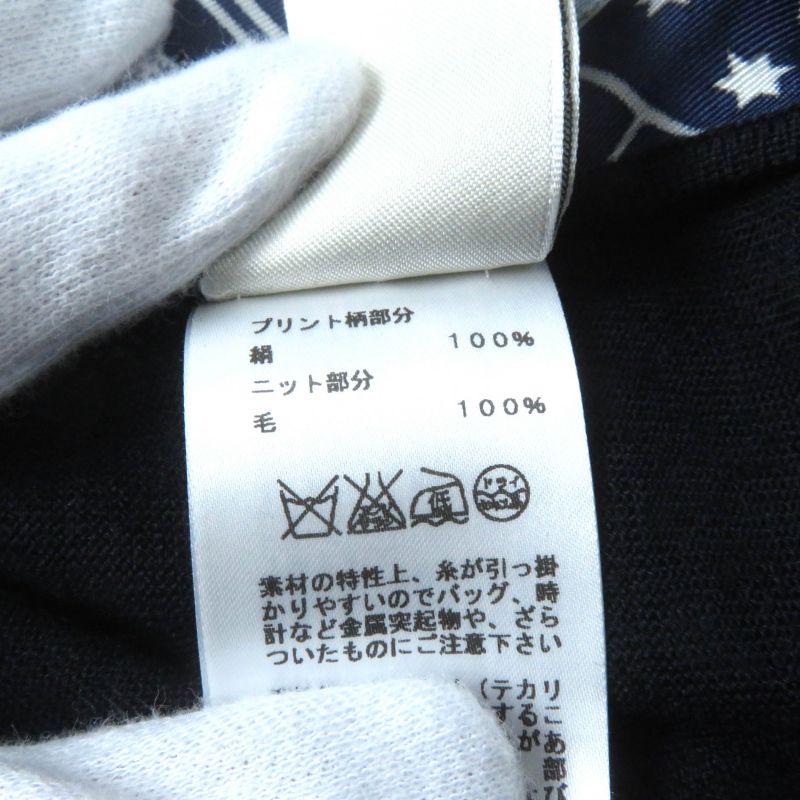 プリント柄部分
絹 100%
ニット部分
毛 100%
低 ドライ
素材の特性上、糸が引っ掛
かりやすいのでバッグ、時
計など金属突起物や、ざら
ついたものにご注意下さい
(テカリ
するこ
があ
部
び